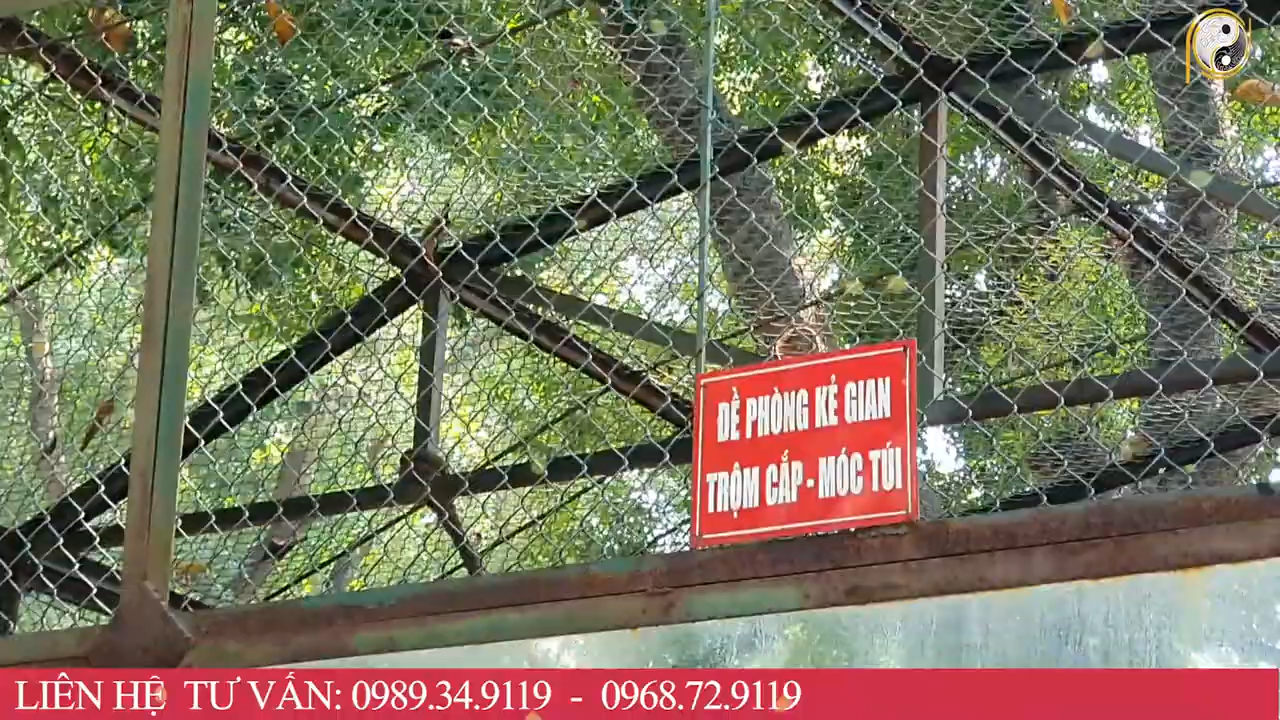 ĐỀ PHÒNG KẺ GIAN
TRỘM CẮP - MÓC TÚI
LIÊN HỆ TƯ VẤN: 0989.34.9119 - 0968.72.9119